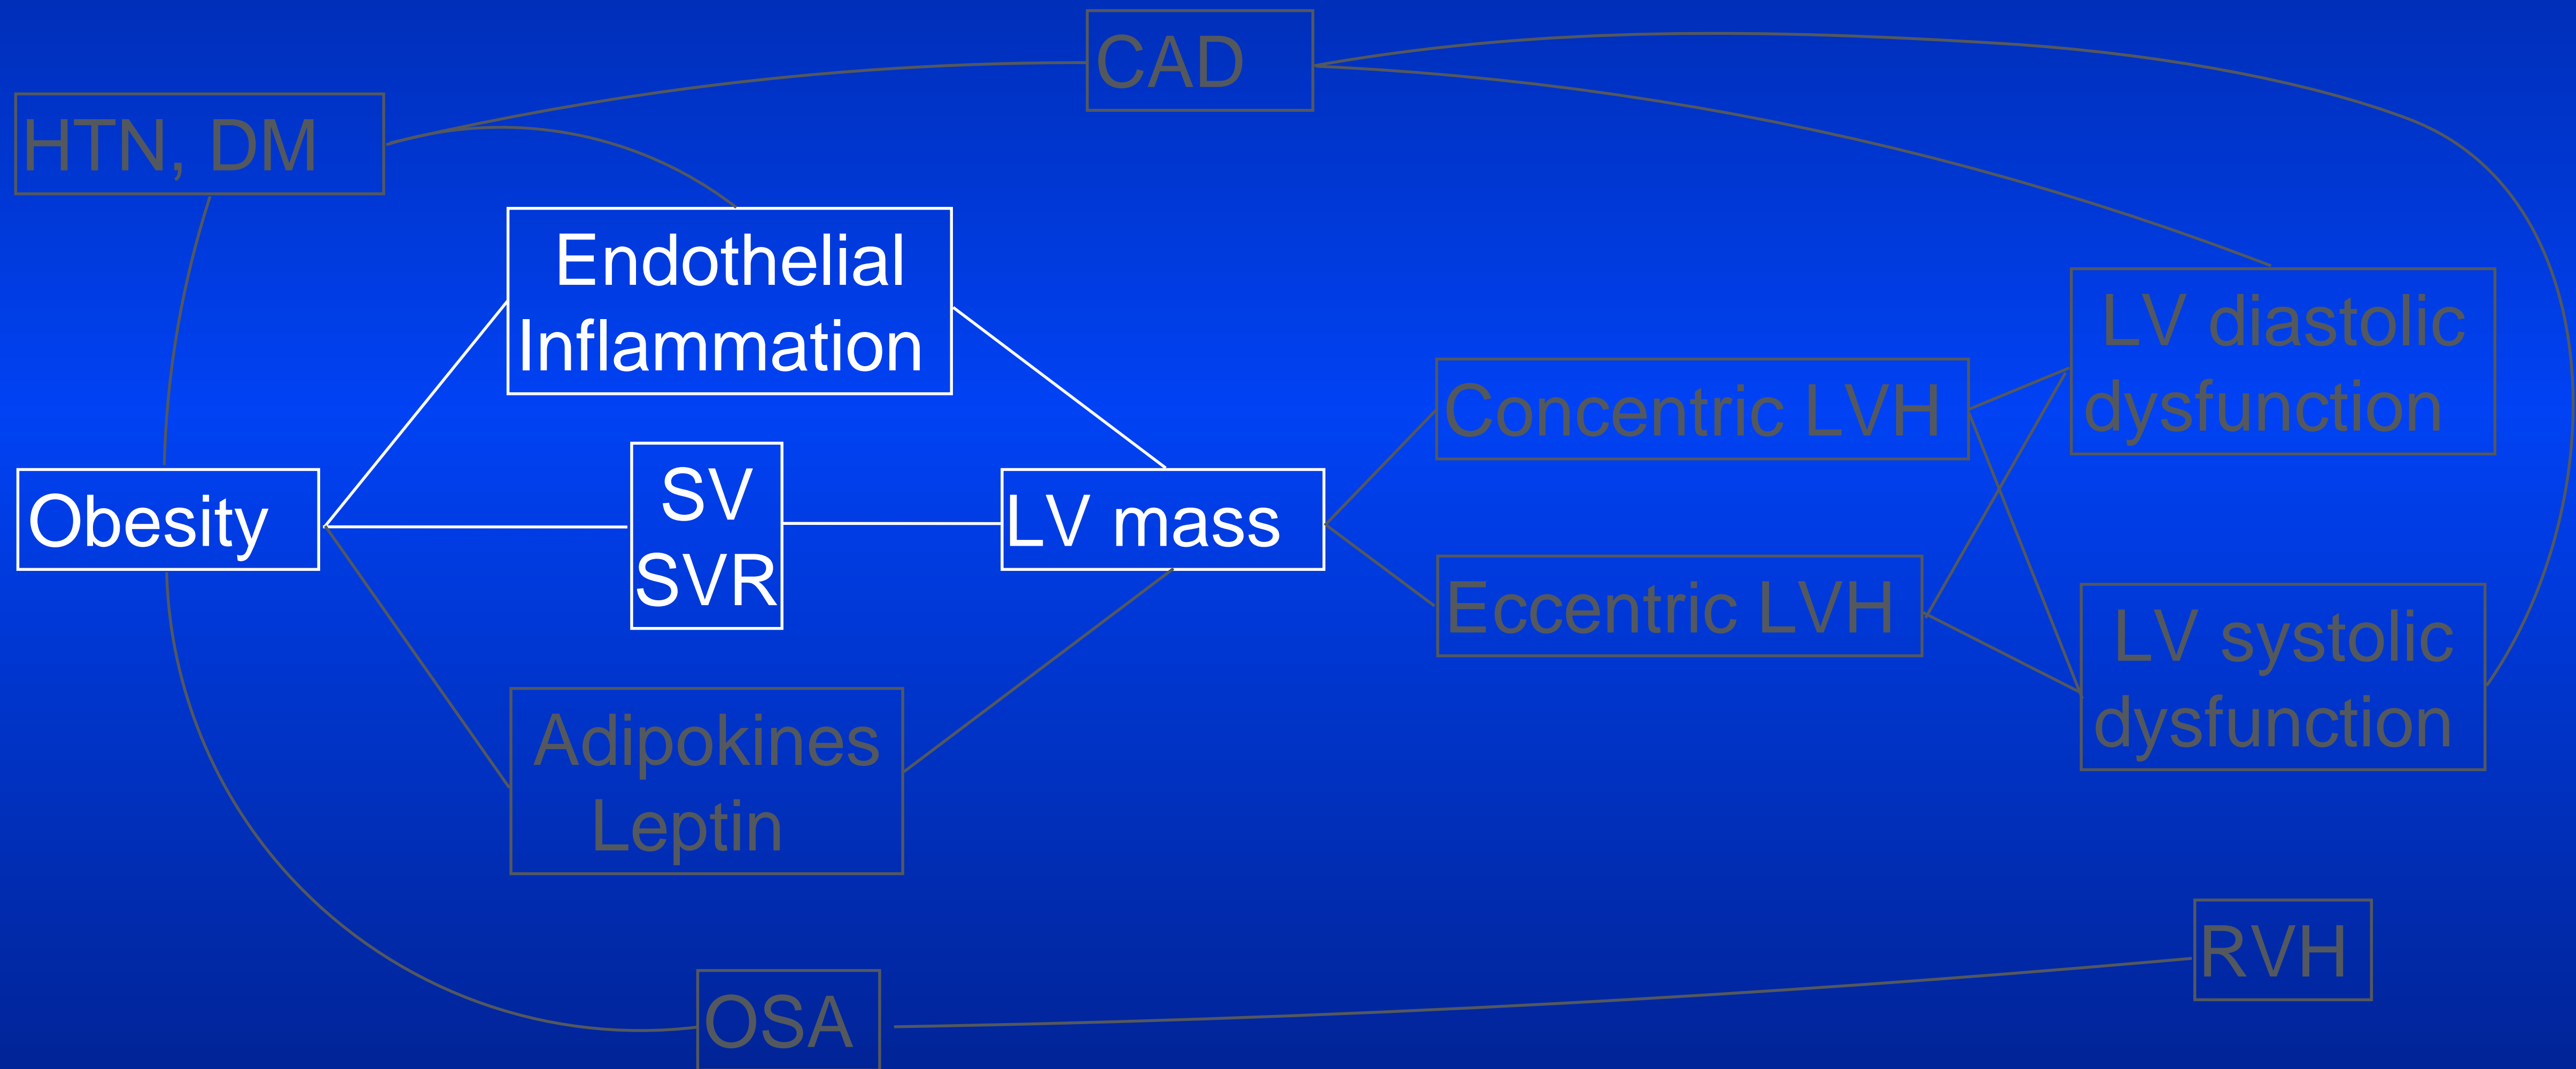 CAD
HTN, DM
Endothelial
Inflammation
LV diastolic
dysfunction
Concentric LVH
Obesity
SV
SVR
LV mass
Eccentric LVH
LV systolic
dysfunction
Adipokines
Leptin
RVH
OSA